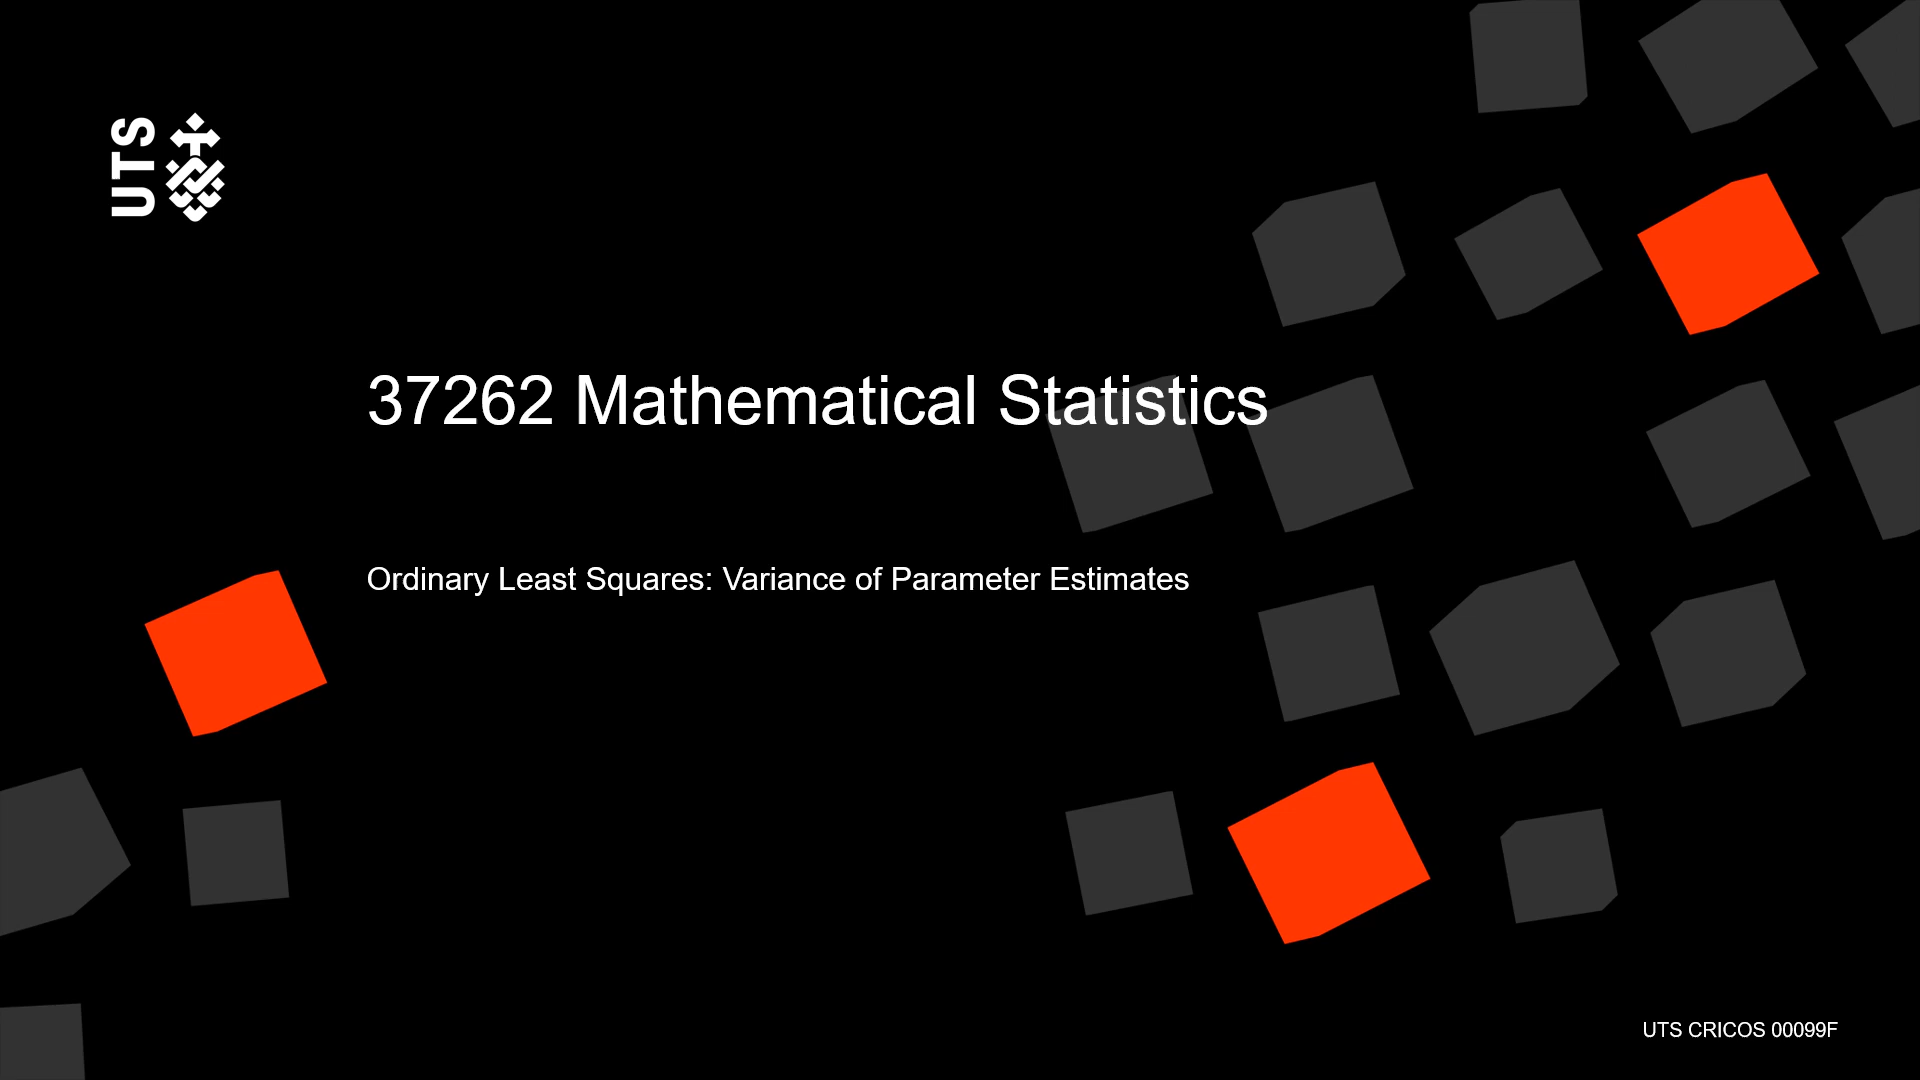 UTS
37262 Mathematical Statistics
Ordinary Least Squares: Variance of Parameter Estimates
UTS CRICOS 00099F